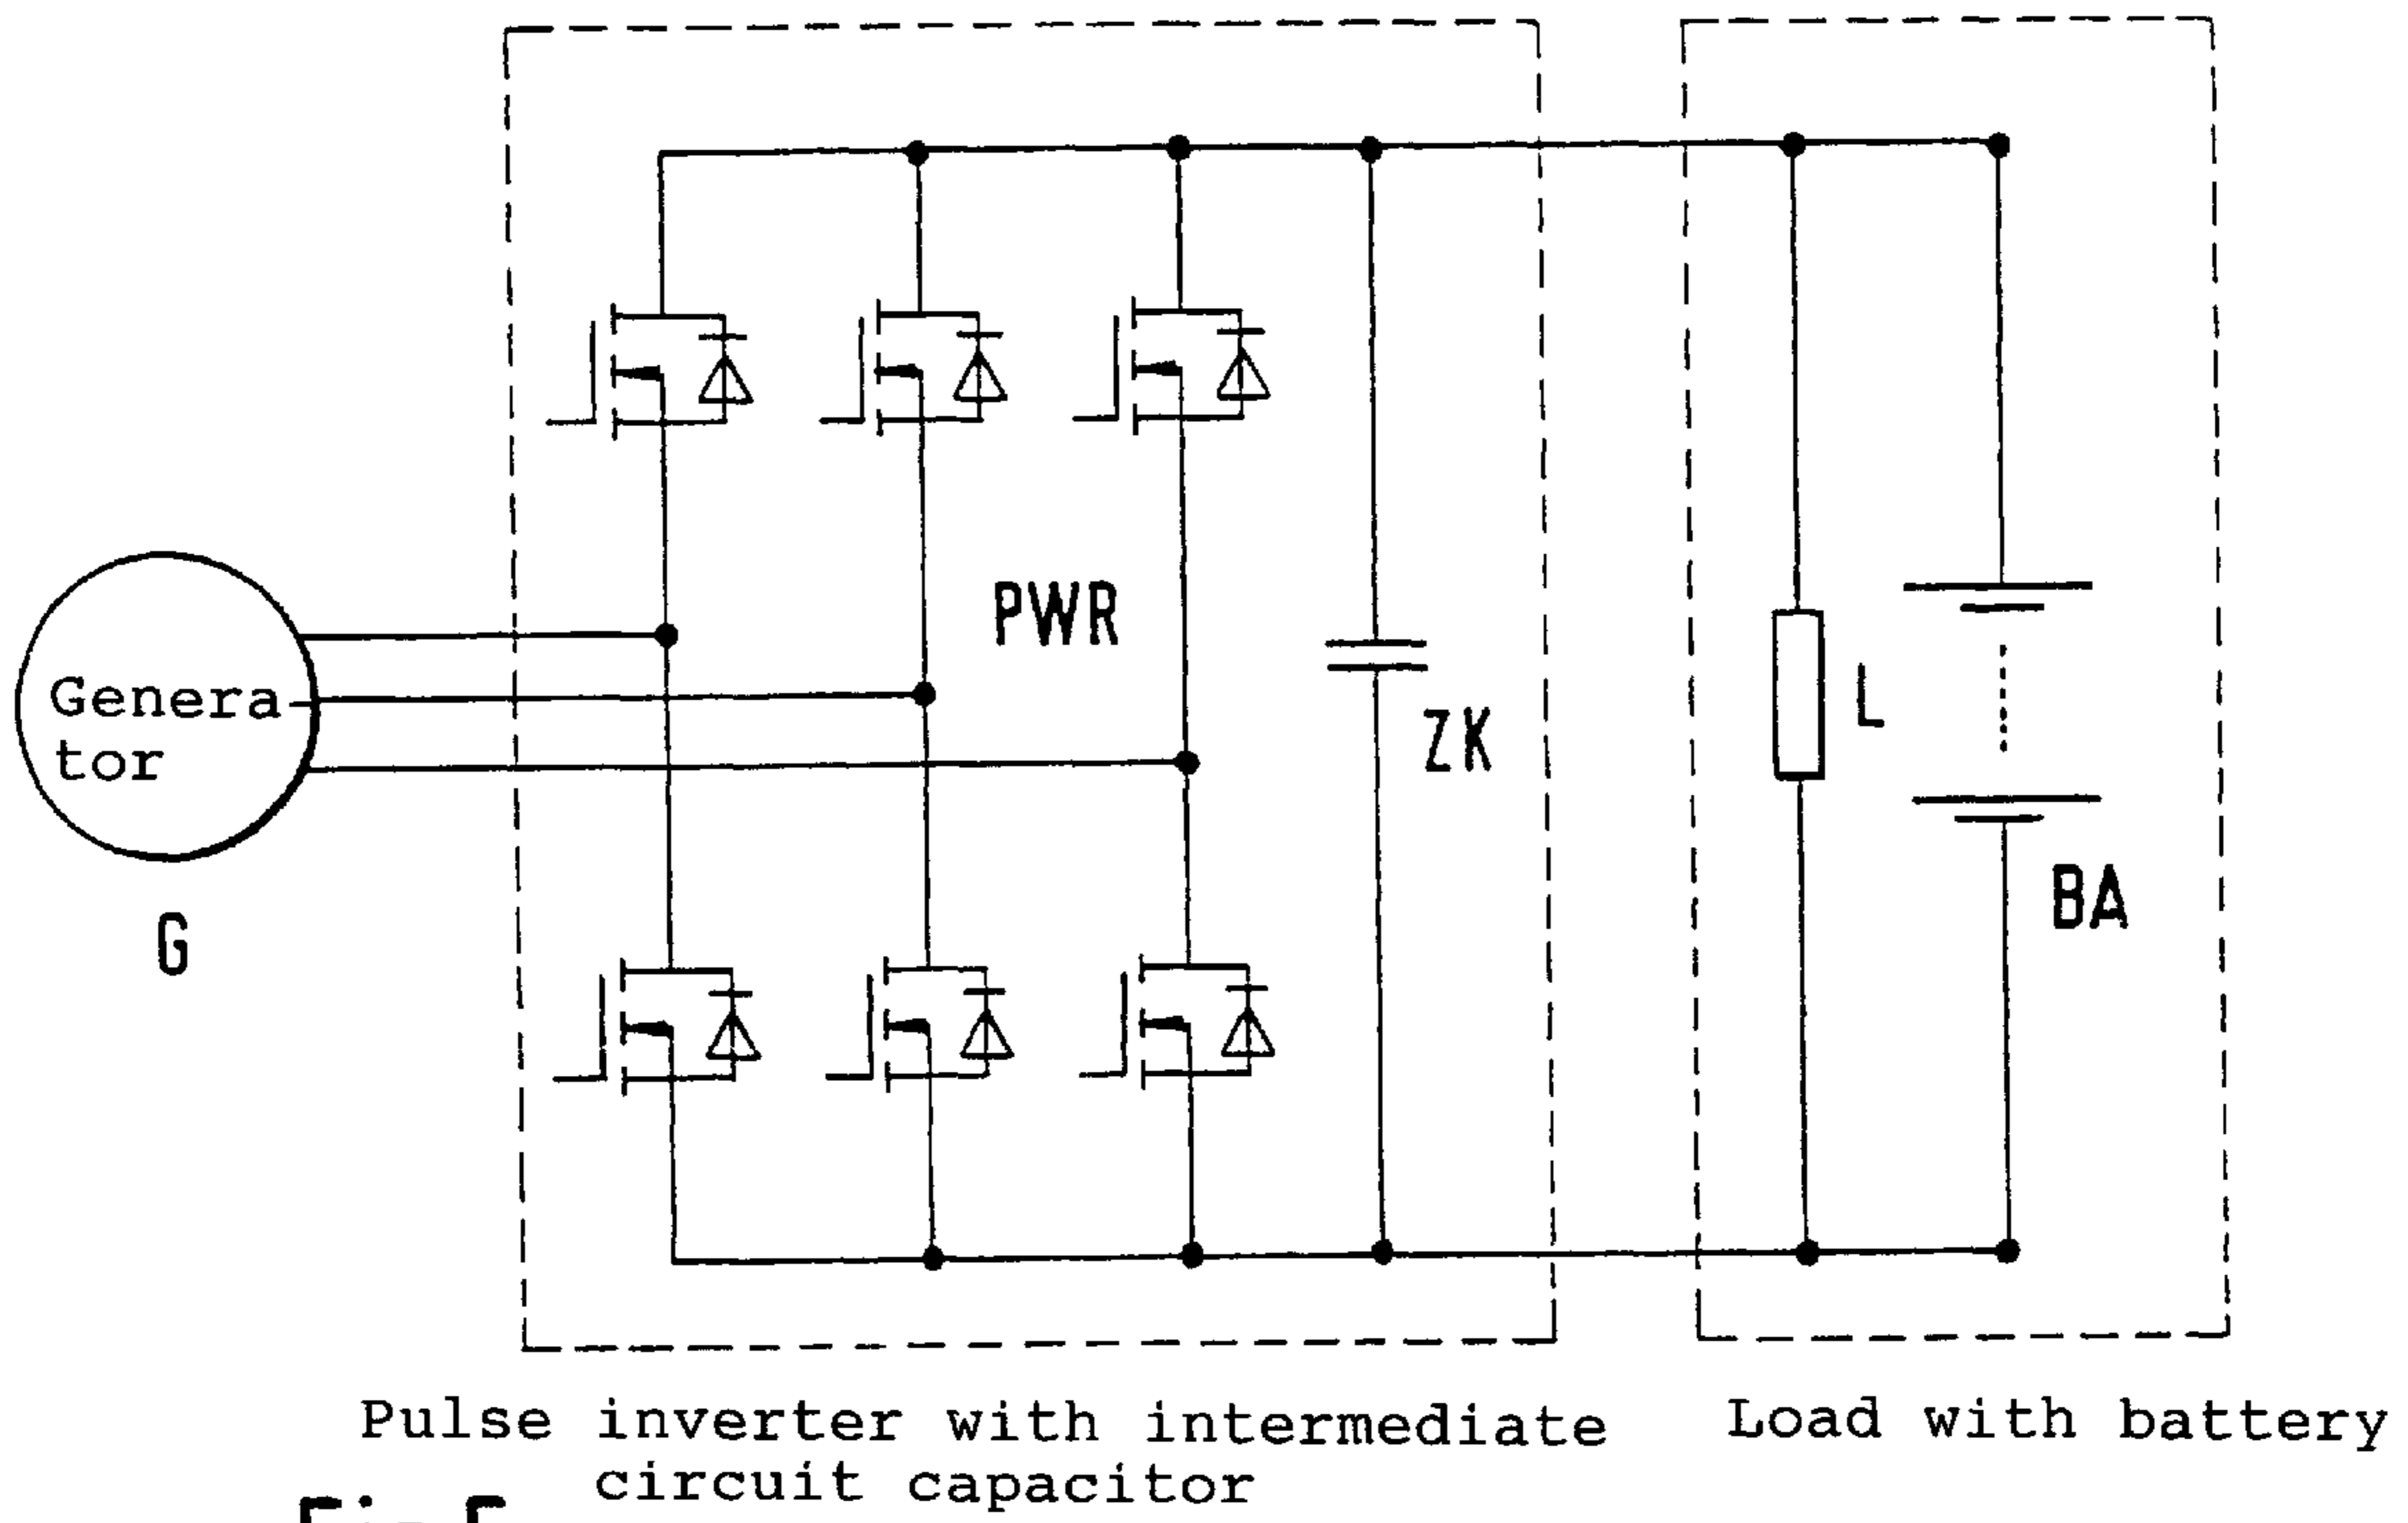 PWR
Genera-
tor
G
ZK
L
BA
Pulse inverter with intermediate
circuit capacitor
Load with battery